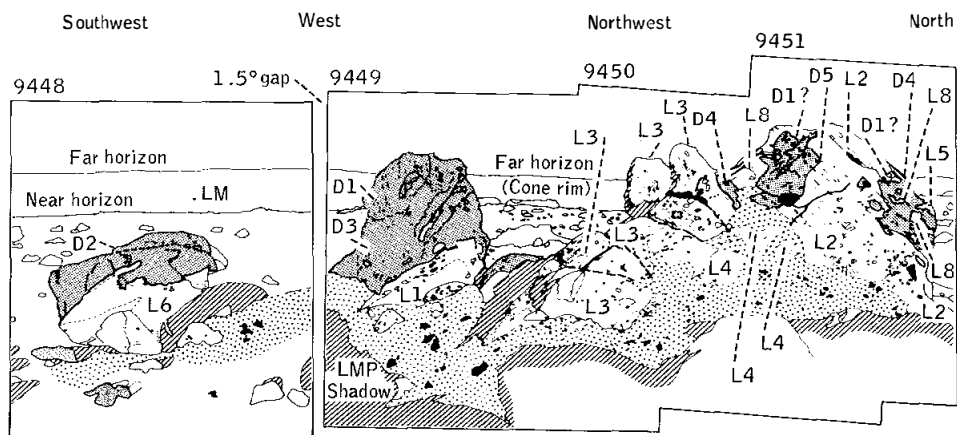 Southwest
West
Northwest
North
9448
1.5° gap
9449
9450
9451
D1?
D5
L2
D4
L8
L3
L3
L3
D4
L8
D1?
L5
Far horizon
Far horizon
(Cone rim)
Near horizon
.LM
D1
D3
D2
L3
L4
L2
L6
L1
L3
L8
L2
L4
L4
LMP
Shadow